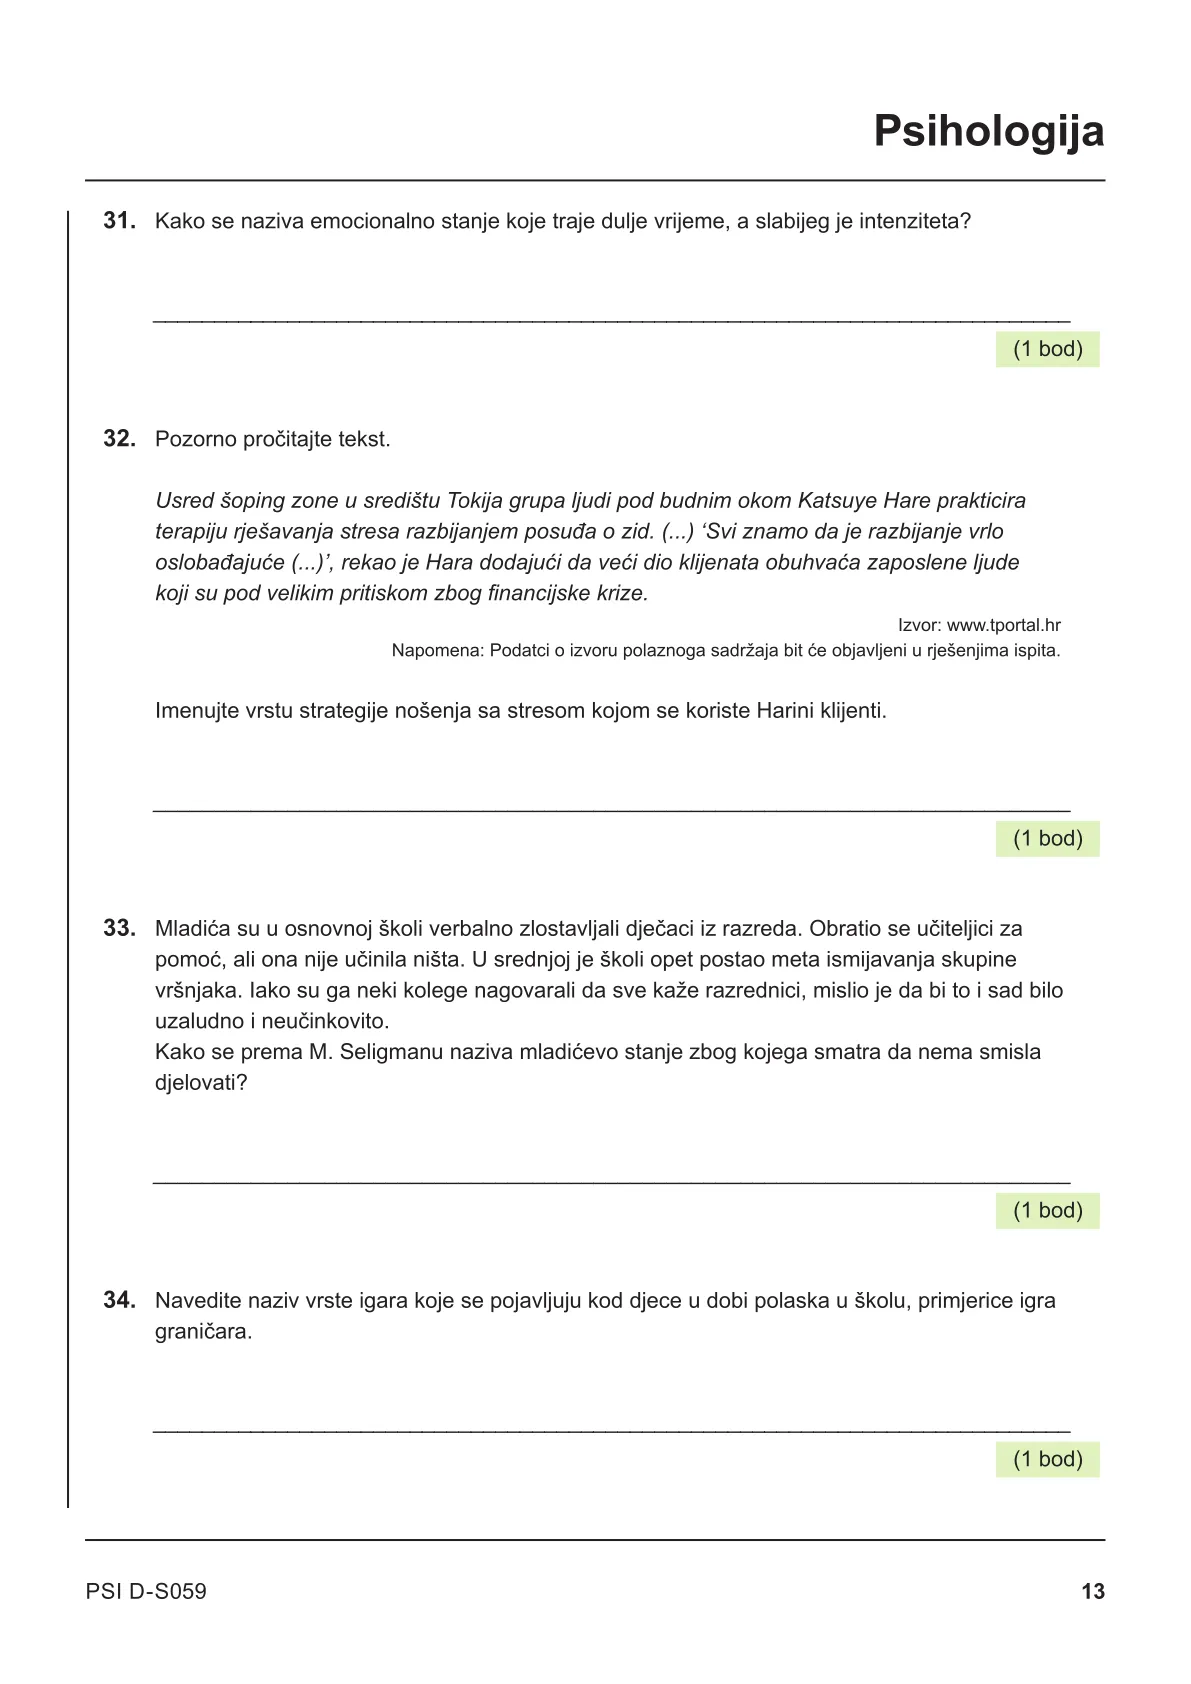 Psihologija
31. Kako se naziva emocionalno stanje koje traje dulje vrijeme, a slabijeg je intenziteta?
(1 bod)
32. Pozorno pročitajte tekst.
Usred šoping zone u središtu Tokija grupa ljudi pod budnim okom Katsuye Hare prakticira
terapiju rješavanja stresa razbijanjem posuđa o zid. (...) ‘Svi znamo da je razbijanje vrlo
oslobađajuće (...)’, rekao je Hara dodajući da veći dio klijenata obuhvaća zaposlene ljude
koji su pod velikim pritiskom zbog financijske krize.
Izvor: www.tportal.hr
Napomena: Podatci o izvoru polaznoga sadržaja bit će objavljeni u rješenjima ispita.
Imenujte vrstu strategije nošenja sa stresom kojom se koriste Harini klijenti.
(1 bod)
33. Mladića su u osnovnoj školi verbalno zlostavljali dječaci iz razreda. Obratio se učiteljici za
pomoć, ali ona nije učinila ništa. U srednjoj je školi opet postao meta ismijavanja skupine
vršnjaka. Iako su ga neki kolege nagovarali da sve kaže razrednici, mislio je da bi to i sad bilo
uzaludno i neučinkovito.
Kako se prema M. Seligmanu naziva mladićevo stanje zbog kojega smatra da nema smisla
djelovati?
(1 bod)
34. Navedite naziv vrste igara koje se pojavljuju kod djece u dobi polaska u školu, primjerice igra
graničara.
(1 bod)
PSI D-S059
13